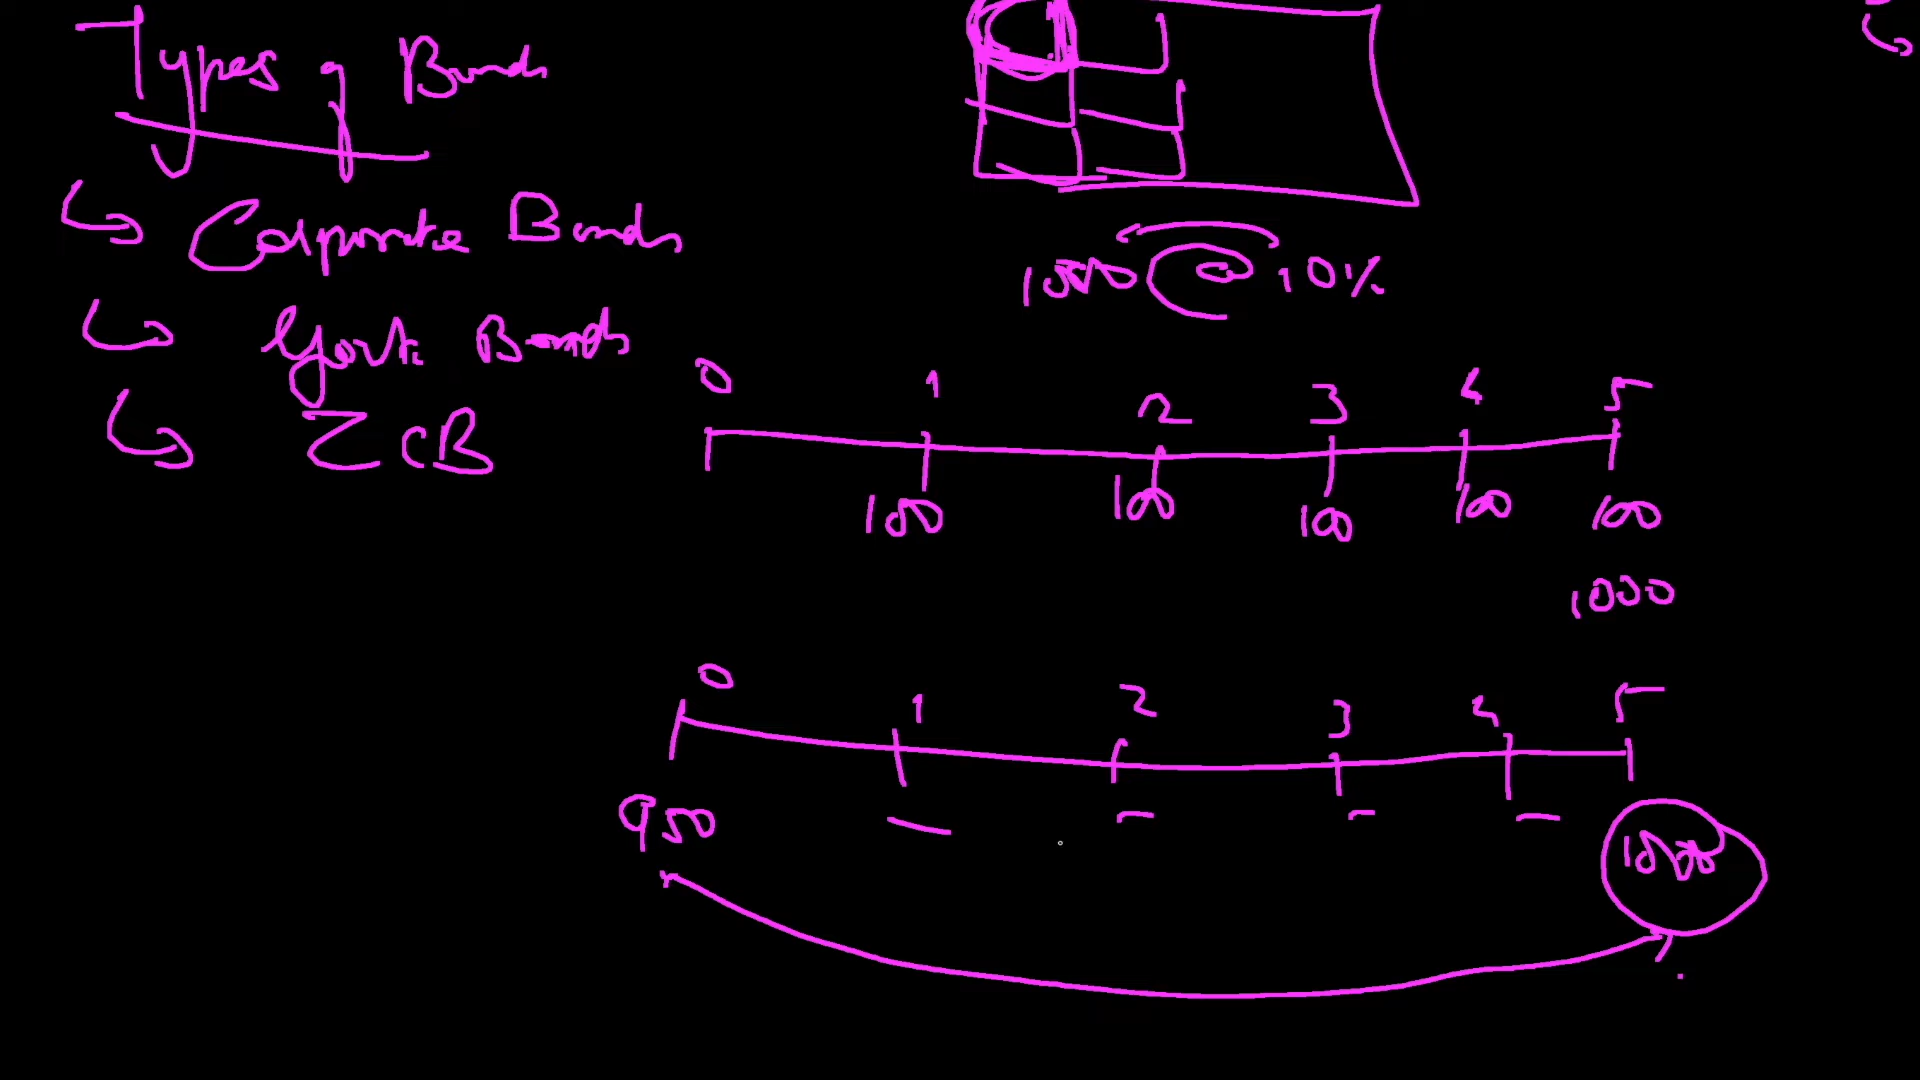 Types of Bonds
Corporate Bonds
Govt. Bonds
ZCB
1000 @ 10%
0 1 2 3 4 5
100 100 100 100 100
1000
0 1 2 3 4 5
950 – – – – 1000